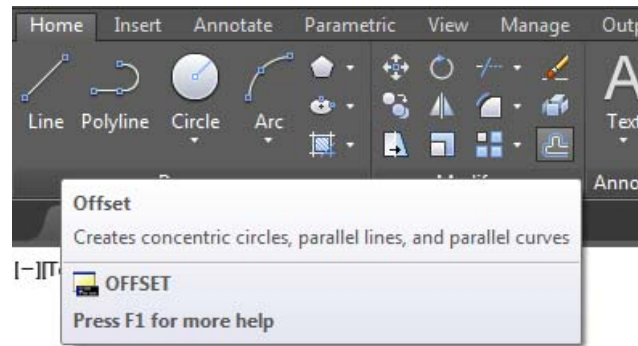 Home Insert Annotate Parametric View Manage
Line Polyline Circle Arc
Offset
Creates concentric circles, parallel lines, and parallel curves
OFFSET
Press F1 for more help